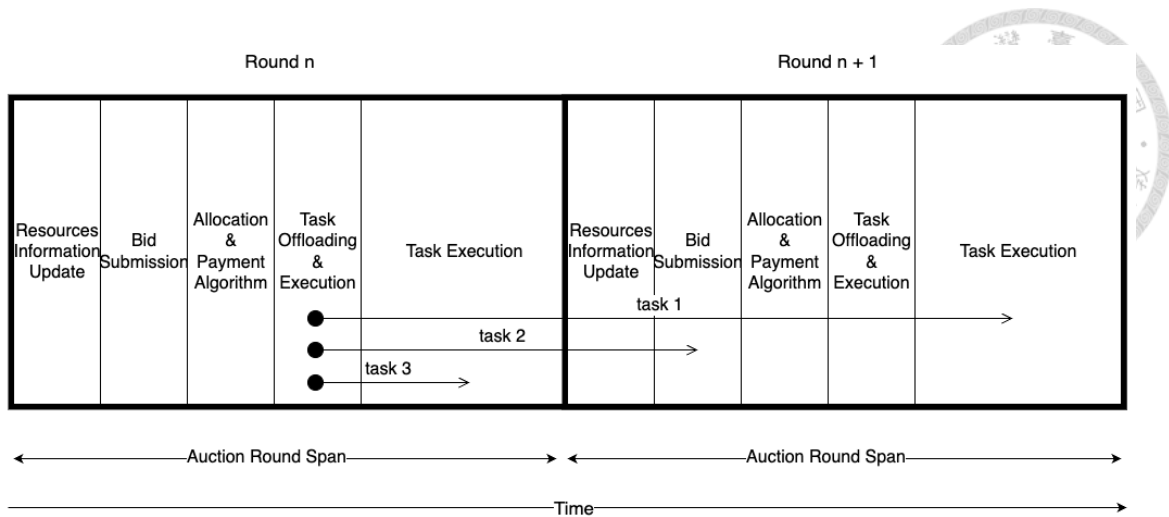 Round n
Round n + 1
Resources
Information
Update
Bid
Submission
Allocation
&
Payment
Algorithm
Task
Offloading
&
Execution
Task Execution
Resources
Information
Update
Bid
Submission
Allocation
&
Payment
Algorithm
Task
Offloading
&
Execution
Task Execution
task 1
task 2
task 3
Auction Round Span
Auction Round Span
Time